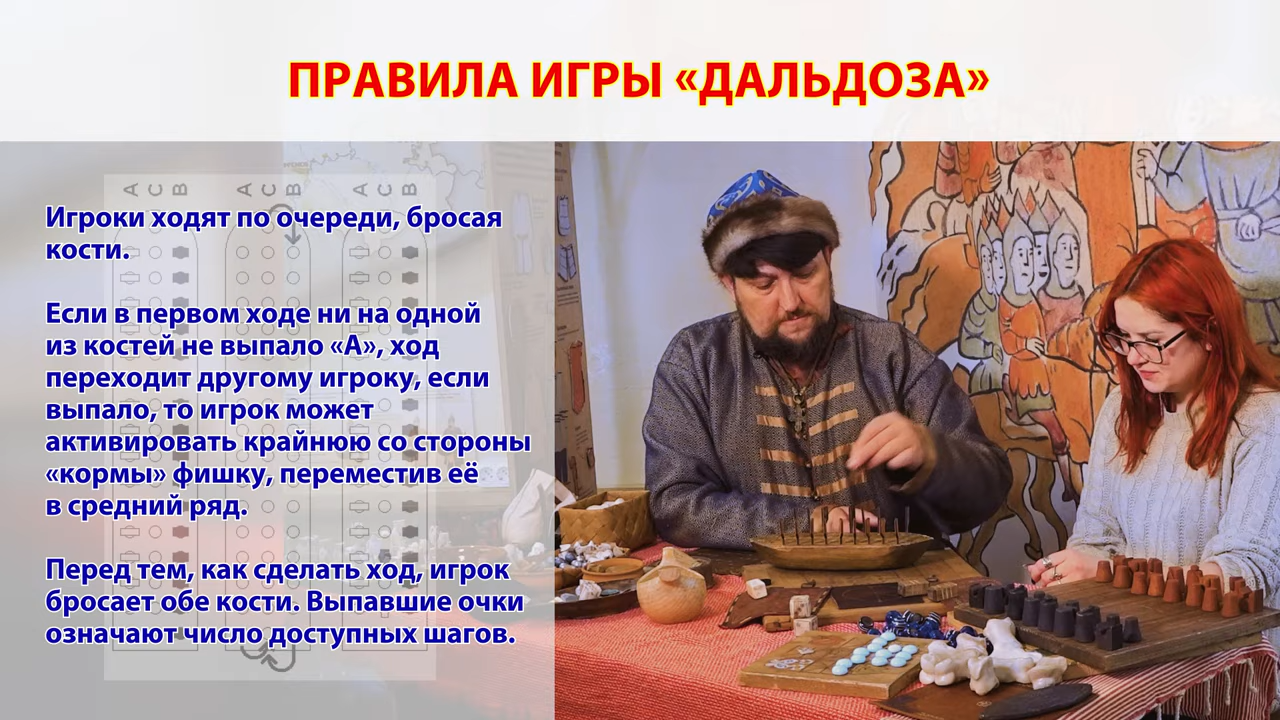 ПРАВИЛА ИГРЫ «ДАЛЬДОЗА»
A C B A C B A C B
Игроки ходят по очереди, бросая
кости.
Если в первом ходе ни на одной
из костей не выпало «А», ход
переходит другому игроку, если
выпало, то игрок может
активировать крайнюю со стороны
«кормы» фишку, переместив её
в средний ряд.
Перед тем, как сделать ход, игрок
бросает обе кости. Выпавшие очки
означают число доступных шагов.